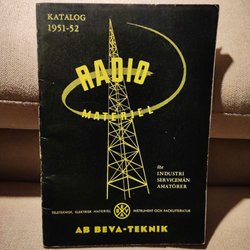 KATALOG
1951-52
RADIO
MATERIEL
för
INDUSTRI
SERVICEMÄN
AMATÖRER
TELETEKNISK, ELEKTRISK MATERIEL
INSTRUMENT OCH FACKLITTERATUR
AB BEVA-TEKNIK